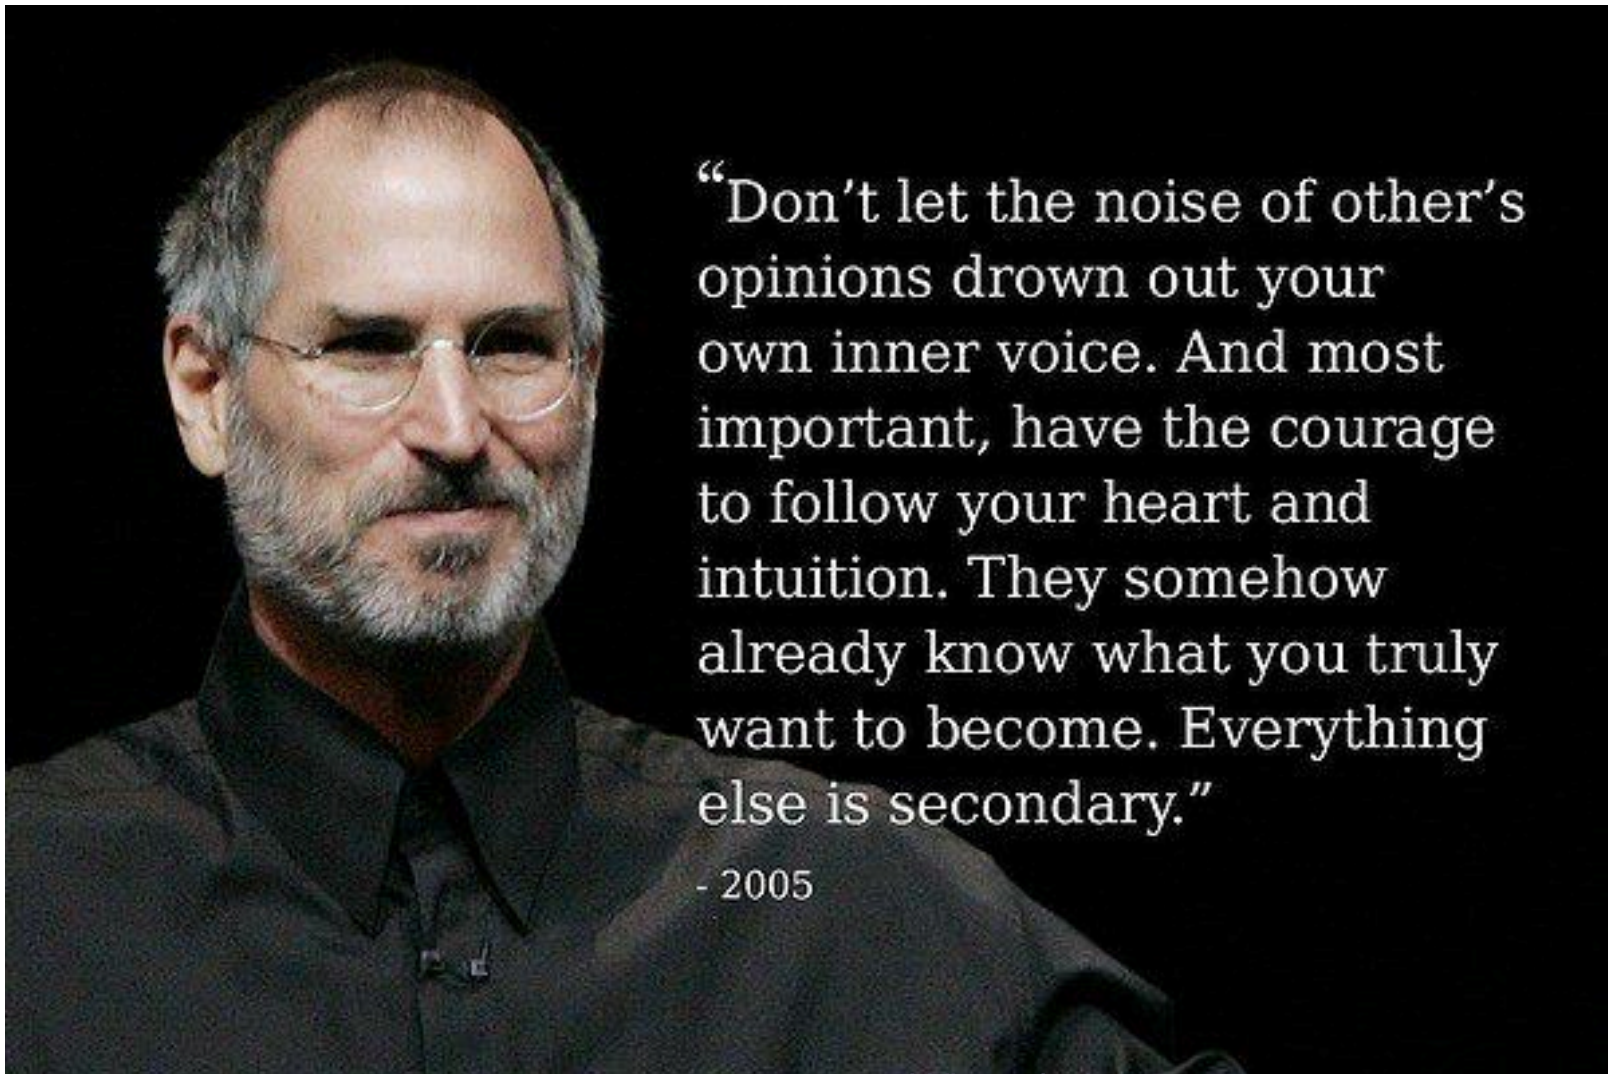 “Don’t let the noise of other’s
opinions drown out your
own inner voice. And most
important, have the courage
to follow your heart and
intuition. They somehow
already know what you truly
want to become. Everything
else is secondary.”
- 2005